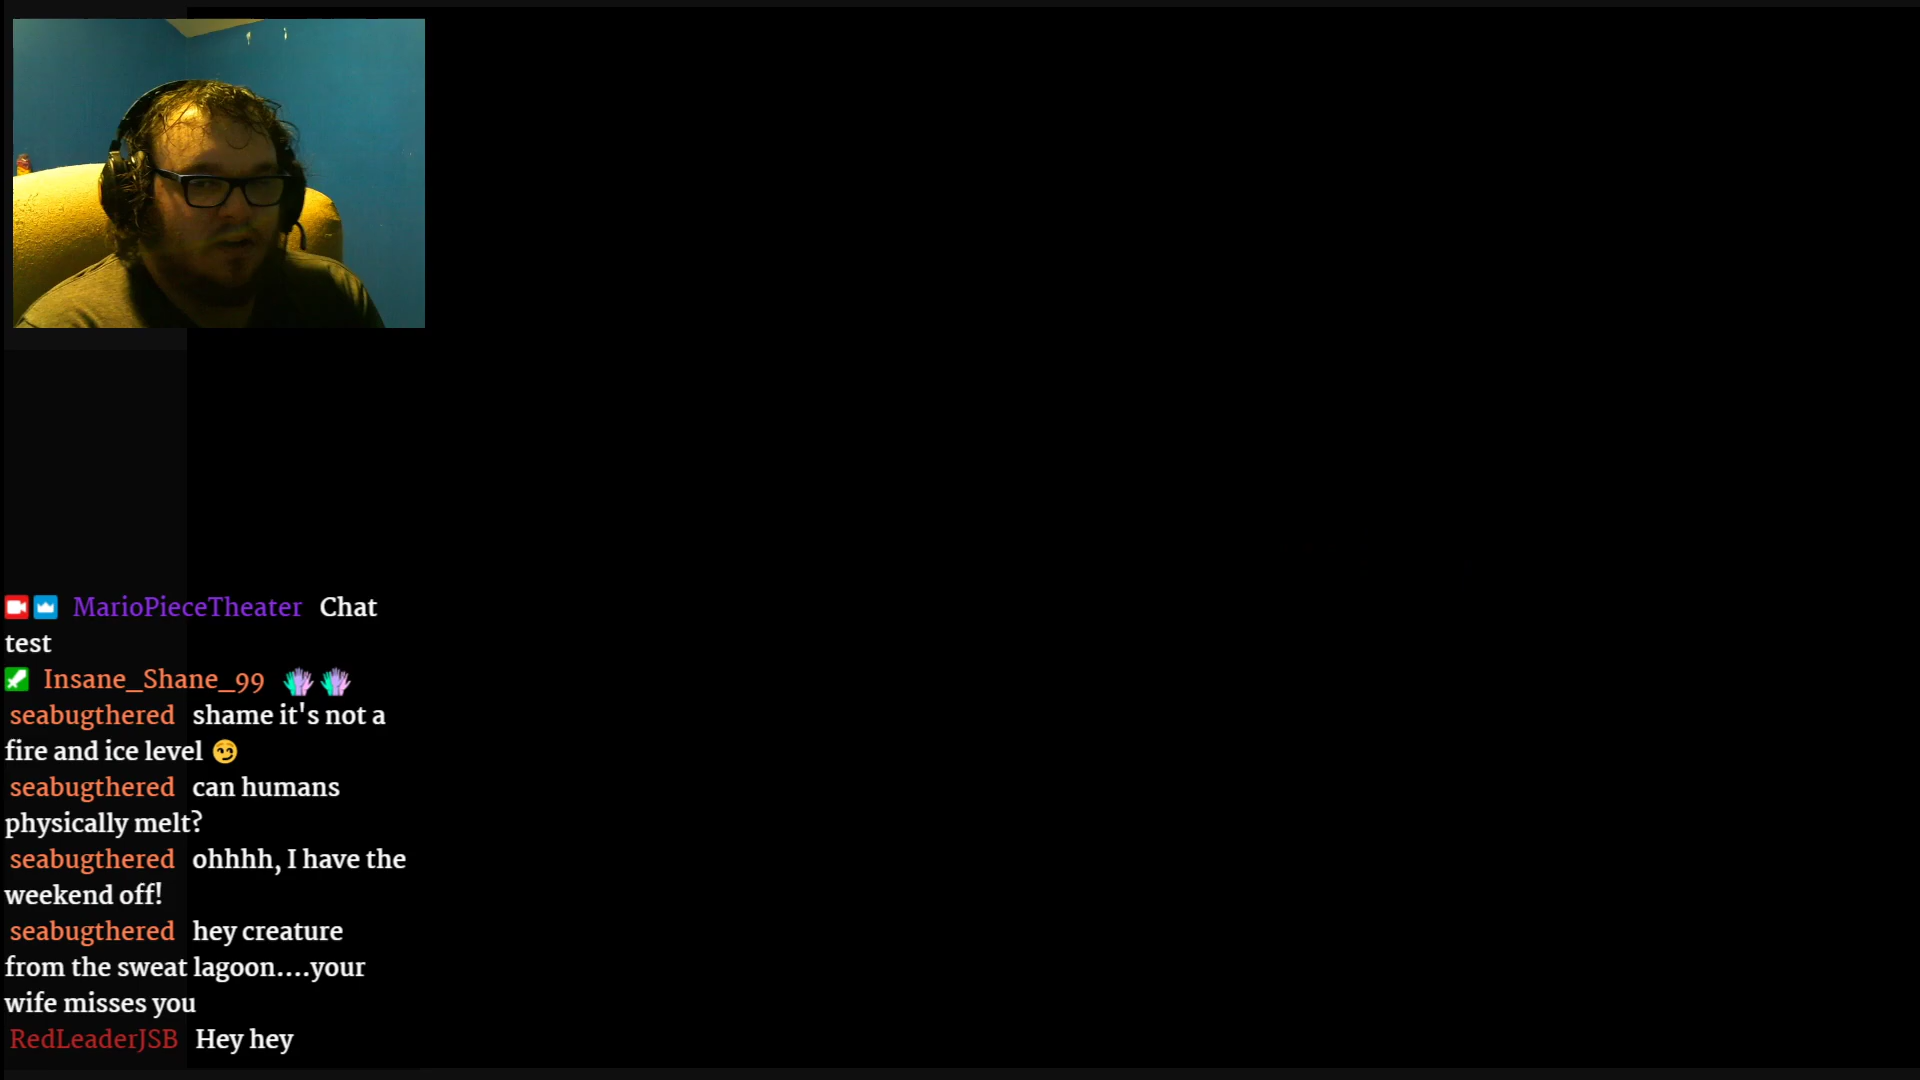 MarioPieceTheater Chat
test
Insane_Shane_99
seabugthered shame it's not a
fire and ice level 😏
seabugthered can humans
physically melt?
seabugthered ohhhh, I have the
weekend off!
seabugthered hey creature
from the sweat lagoon....your
wife misses you
RedLeaderJSB Hey hey